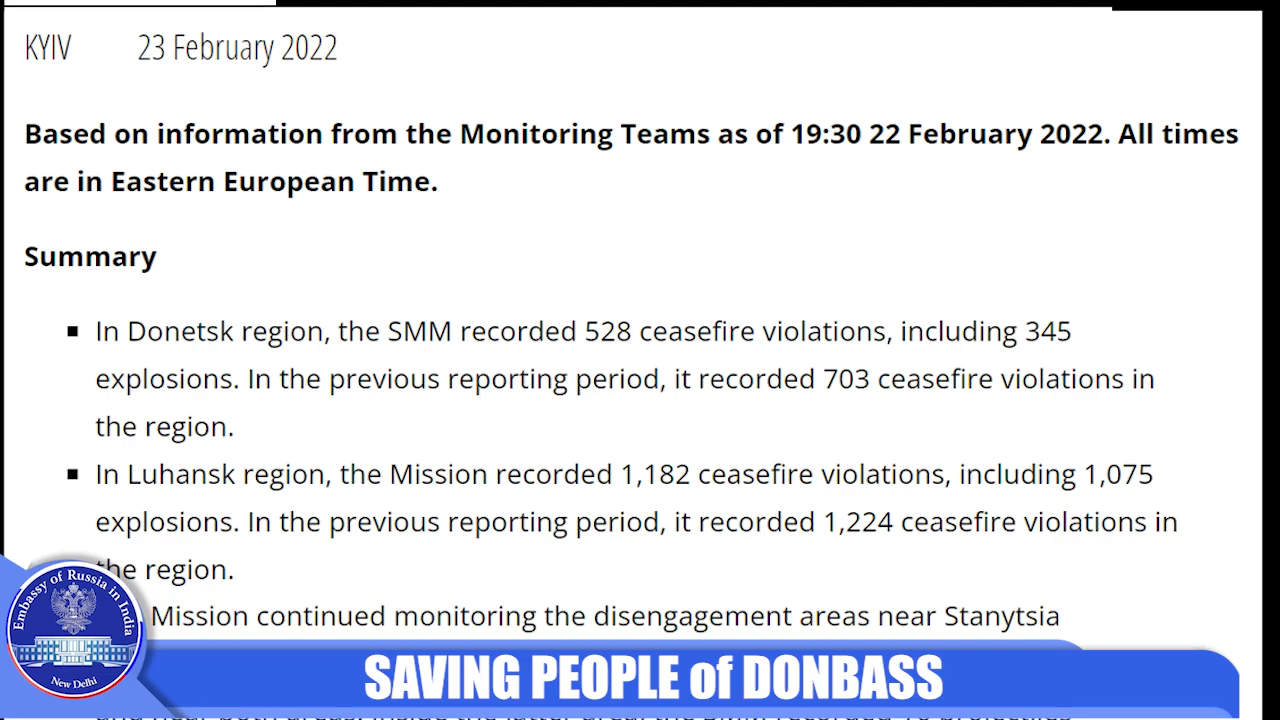 KYIV 23 February 2022
Based on information from the Monitoring Teams as of 19:30 22 February 2022. All times
are in Eastern European Time.
Summary
▪ In Donetsk region, the SMM recorded 528 ceasefire violations, including 345
explosions. In the previous reporting period, it recorded 703 ceasefire violations in
the region.
▪ In Luhansk region, the Mission recorded 1,182 ceasefire violations, including 1,075
explosions. In the previous reporting period, it recorded 1,224 ceasefire violations in
the region.
Mission continued monitoring the disengagement areas near Stanytsia
Embassy of Russia in India
New Delhi
SAVING PEOPLE of DONBASS